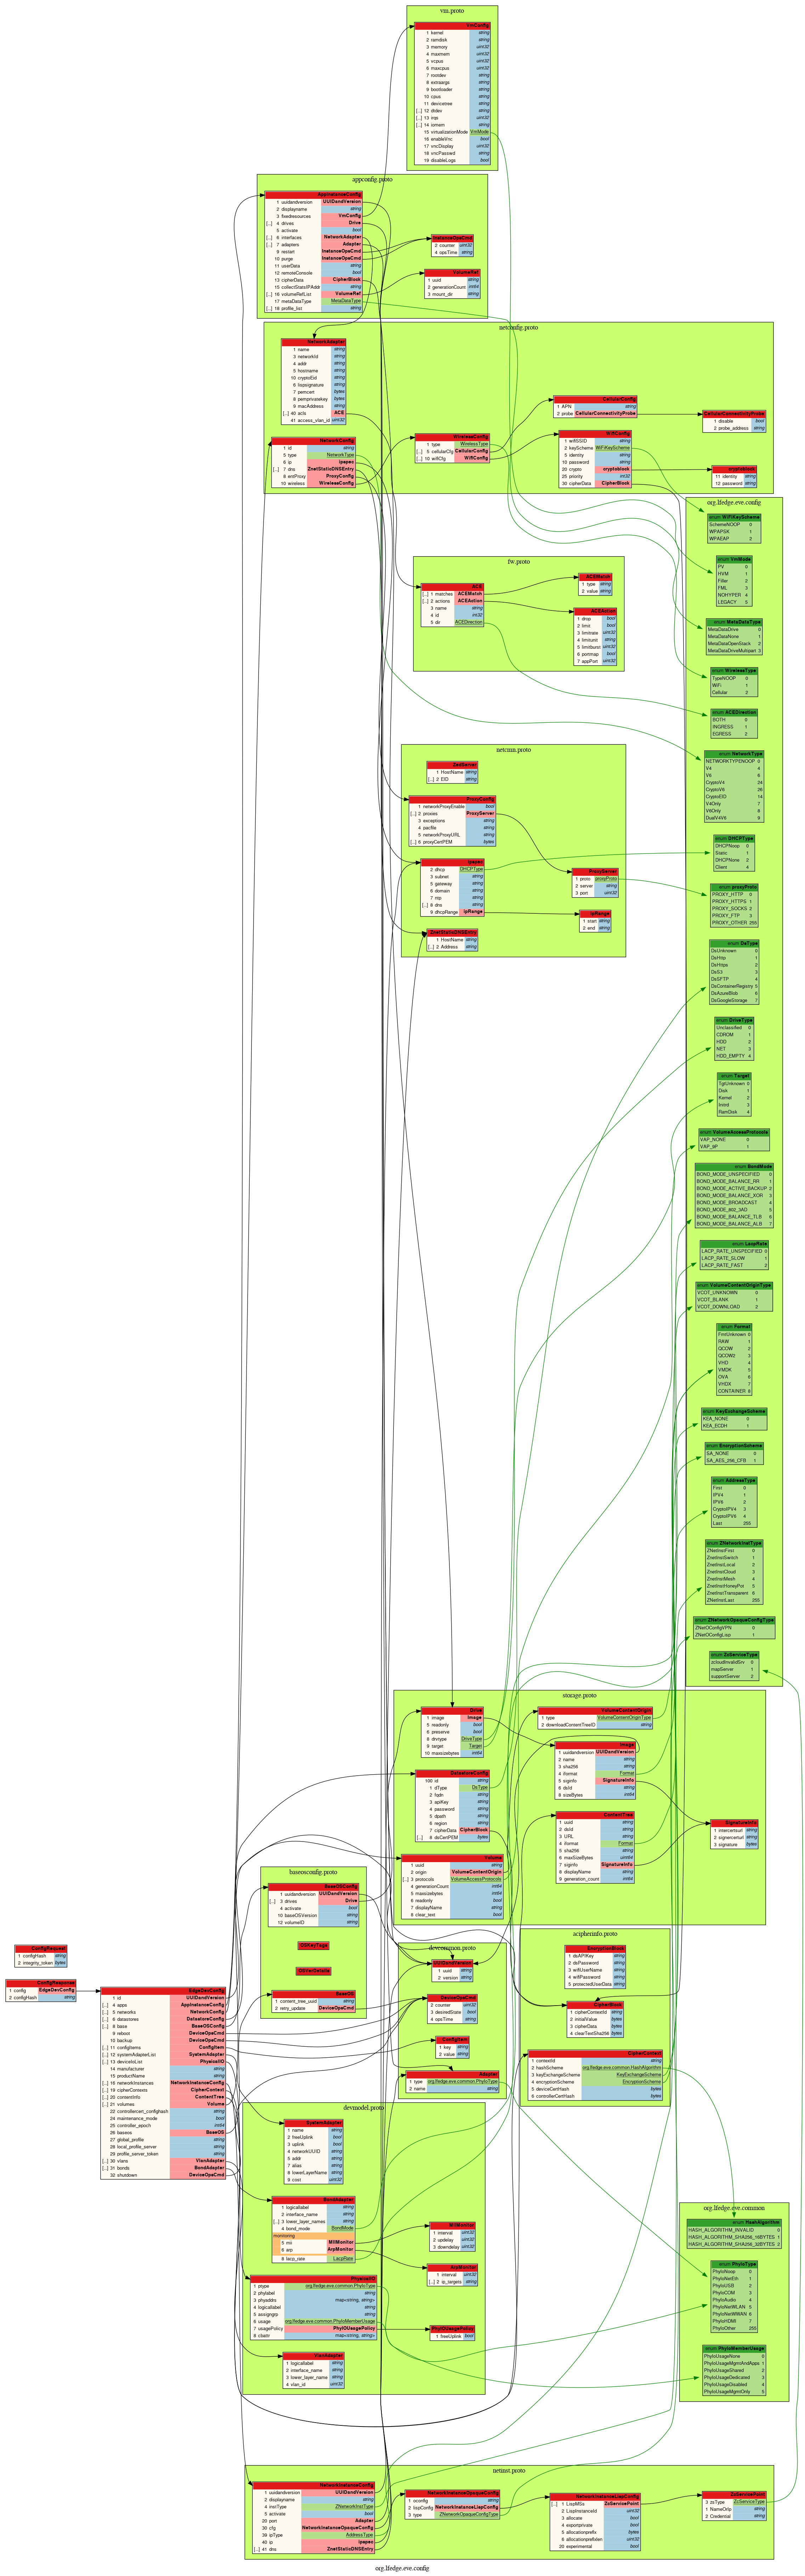 vm.proto
VmConfig
1 kernel string
2 ramdisk string
3 memory uint32
4 maxmem uint32
5 vcpus uint32
6 maxcpus uint32
7 rootdev string
8 extraargs string
9 bootloader string
10 cpus string
11 devicetree string
[...] 12 dtdev string
[...] 13 irqs uint32
[...] 14 iomem string
15 virtualizationMode VmMode
16 enableVnc bool
17 vncDisplay uint32
18 vncPasswd string
19 disableLogs bool
appconfig.proto
AppInstanceConfig
1 uuidandversion UUIDandVersion
2 displayname string
3 fixedresources VmConfig
[...] 4 drives Drive
5 activate bool
[...] 6 interfaces NetworkAdapter
[...] 7 adapters Adapter
9 restart InstanceOpsCmd
10 purge InstanceOpsCmd
11 userData string
12 remoteConsole bool
13 cipherData CipherBlock
15 collectStatsIPAddr string
[...] 16 volumeRefList VolumeRef
17 metaDataType MetaDataType
[...] 18 profile_list string
InstanceOpsCmd
2 counter uint32
4 opsTime string
VolumeRef
1 uuid string
2 generationCount int64
3 mount_dir string
netconfig.proto
NetworkAdapter
1 name string
3 networkId string
4 addr string
5 hostname string
10 cryptoEid string
6 lispsignature string
7 pemcert bytes
8 pemprivatekey bytes
9 macAddress string
[...] 40 acls ACE
41 access_vlan_id uint32
NetworkConfig
1 id string
5 type NetworkType
6 ip ipspec
[...] 7 dns ZnetStaticDNSEntry
8 entProxy ProxyConfig
10 wireless WirelessConfig
WirelessConfig
1 type WirelessType
[...] 5 cellularCfg CellularConfig
[...] 10 wifiCfg WifiConfig
CellularConfig
1 APN string
2 probe CellularConnectivityProbe
CellularConnectivityProbe
1 disable bool
2 probe_address string
WifiConfig
1 wifiSSID string
2 keyScheme WiFiKeyScheme
5 identity string
10 password string
20 crypto cryptoblock
25 priority int32
30 cipherData CipherBlock
cryptoblock
11 identity string
12 password string
org.lfedge.eve.config
enum WiFiKeyScheme
SchemeNOOP 0
WPAPSK 1
WPAEAP 2
enum VmMode
PV 0
HVM 1
Filler 2
FML 3
NOHYPER 4
LEGACY 5
enum MetaDataType
MetaDataDrive 0
MetaDataNone 1
MetaDataOpenStack 2
MetaDataDriveMultipart 3
enum WirelessType
TypeNOOP 0
WiFi 1
Cellular 2
enum ACEDirection
BOTH 0
INGRESS 1
EGRESS 2
enum NetworkType
NETWORKTYPENOOP 0
V4 4
V6 6
CryptoV4 24
CryptoV6 26
CryptoEID 14
V4Only 7
V6Only 8
DualV4V6 9
enum DHCPType
DHCPNoop 0
Static 1
DHCPNone 2
Client 4
enum proxyProto
PROXY_HTTP 0
PROXY_HTTPS 1
PROXY_SOCKS 2
PROXY_FTP 3
PROXY_OTHER 255
enum DsType
DsUnknown 0
DsHttp 1
DsHttps 2
DsS3 3
DsSFTP 4
DsContainerRegistry 5
DsAzureBlob 6
DsGoogleStorage 7
enum DriveType
Unclassified 0
CDROM 1
HDD 2
NET 3
HDD_EMPTY 4
enum Target
TgtUnknown 0
Disk 1
Kernel 2
Initrd 3
RamDisk 4
enum VolumeAccessProtocols
VAP_NONE 0
VAP_9P 1
enum BondMode
BOND_MODE_UNSPECIFIED 0
BOND_MODE_BALANCE_RR 1
BOND_MODE_ACTIVE_BACKUP 2
BOND_MODE_BALANCE_XOR 3
BOND_MODE_BROADCAST 4
BOND_MODE_802_3AD 5
BOND_MODE_BALANCE_TLB 6
BOND_MODE_BALANCE_ALB 7
enum LacpRate
LACP_RATE_UNSPECIFIED 0
LACP_RATE_SLOW 1
LACP_RATE_FAST 2
enum VolumeContentOriginType
VCOT_UNKNOWN 0
VCOT_BLANK 1
VCOT_DOWNLOAD 2
enum Format
FmtUnknown 0
RAW 1
QCOW 2
QCOW2 3
VHD 4
VMDK 5
OVA 6
VHDX 7
CONTAINER 8
enum KeyExchangeScheme
KEA_NONE 0
KEA_ECDH 1
enum EncryptionScheme
SA_NONE 0
SA_AES_256_CFB 1
enum AddressType
First 0
IPV4 1
IPV6 2
CryptoIPV4 3
CryptoIPV6 4
Last 255
enum ZNetworkInstType
ZNetInstFirst 0
ZnetInstSwitch 1
ZnetInstLocal 2
ZnetInstCloud 3
ZnetInstMesh 4
ZnetInstHoneyPot 5
ZnetInstTransparent 6
ZNetInstLast 255
enum ZNetworkOpaqueConfigType
ZNetOConfigVPN 0
ZNetOConfigLisp 1
enum ZsServiceType
zcloudInvalidSrv 0
mapServer 1
supportServer 2
fw.proto
ACE
[...] 1 matches ACEMatch
[...] 2 actions ACEAction
3 name string
4 id int32
5 dir ACEDirection
ACEMatch
1 type string
2 value string
ACEAction
1 drop bool
2 limit bool
3 limitrate uint32
4 limitunit string
5 limitburst uint32
6 portmap bool
7 appPort uint32
netcmn.proto
ZedServer
1 HostName string
[...] 2 EID string
ProxyConfig
1 networkProxyEnable bool
[...] 2 proxies ProxyServer
3 exceptions string
4 pacfile string
5 networkProxyURL string
[...] 6 proxyCertPEM bytes
ipspec
2 dhcp DHCPType
3 subnet string
5 gateway string
6 domain string
7 ntp string
[...] 8 dns string
9 dhcpRange ipRange
ProxyServer
1 proto proxyProto
2 server string
3 port uint32
ipRange
1 start string
2 end string
ZnetStaticDNSEntry
1 HostName string
[...] 2 Address string
storage.proto
Drive
1 image Image
5 readonly bool
6 preserve bool
8 drvtype DriveType
9 target Target
10 maxsizebytes int64
VolumeContentOrigin
1 type VolumeContentOriginType
2 downloadContentTreeID string
Image
1 uuidandversion UUIDandVersion
2 name string
3 sha256 string
4 iformat Format
5 siginfo SignatureInfo
6 dsId string
8 sizeBytes int64
DatastoreConfig
100 id string
1 dType DsType
2 fqdn string
3 apiKey string
4 password string
5 dpath string
6 region string
7 cipherData CipherBlock
[...] 8 dsCertPEM bytes
ContentTree
1 uuid string
2 dsId string
3 URL string
4 iformat Format
5 sha256 string
6 maxSizeBytes uint64
7 siginfo SignatureInfo
8 displayName string
9 generation_count int64
SignatureInfo
1 intercertsurl string
2 signercerturl string
3 signature bytes
Volume
1 uuid string
2 origin VolumeContentOrigin
[...] 3 protocols VolumeAccessProtocols
4 generationCount int64
5 maxsizebytes int64
6 readonly bool
7 displayName string
8 clear_text bool
baseosconfig.proto
BaseOSConfig
1 uuidandversion UUIDandVersion
[...] 3 drives Drive
4 activate bool
10 baseOSVersion string
12 volumeID string
OSKeyTags
OSVerDetails
BaseOS
1 content_tree_uuid string
2 retry_update DeviceOpsCmd
devcommon.proto
UUIDandVersion
1 uuid string
2 version string
DeviceOpsCmd
2 counter uint32
3 desiredState bool
4 opsTime string
ConfigItem
1 key string
2 value string
Adapter
1 type org.lfedge.eve.common.PhyIoType
2 name string
acipherinfo.proto
EncryptionBlock
1 dsAPIKey string
2 dsPassword string
3 wifiUserName string
4 wifiPassword string
5 protectedUserData string
CipherBlock
1 cipherContextId string
2 initialValue bytes
3 cipherData bytes
4 clearTextSha256 bytes
CipherContext
1 contextId string
2 hashScheme org.lfedge.eve.common.HashAlgorithm
3 keyExchangeScheme KeyExchangeScheme
4 encryptionScheme EncryptionScheme
5 deviceCertHash bytes
6 controllerCertHash bytes
ConfigRequest
1 configHash string
2 integrity_token bytes
ConfigResponse
1 config EdgeDevConfig
2 configHash string
EdgeDevConfig
1 id UUIDandVersion
[...] 4 apps AppInstanceConfig
[...] 5 networks NetworkConfig
[...] 6 datastores DatastoreConfig
[...] 8 base BaseOSConfig
9 reboot DeviceOpsCmd
10 backup DeviceOpsCmd
[...] 11 configItems ConfigItem
[...] 12 systemAdapterList SystemAdapter
[...] 13 deviceIoList PhysicalIO
14 manufacturer string
15 productName string
[...] 16 networkInstances NetworkInstanceConfig
[...] 19 cipherContexts CipherContext
[...] 20 contentInfo ContentTree
[...] 21 volumes Volume
22 controllercert_confighash string
24 maintenance_mode bool
25 controller_epoch int64
26 baseos BaseOS
27 global_profile string
28 local_profile_server string
29 profile_server_token string
[...] 30 vlans VlanAdapter
[...] 31 bonds BondAdapter
32 shutdown DeviceOpsCmd
devmodel.proto
SystemAdapter
1 name string
2 freeUplink bool
3 uplink bool
4 networkUUID string
5 addr string
7 alias string
8 lowerLayerName string
9 cost uint32
BondAdapter
1 logicallabel string
2 interface_name string
[...] 3 lower_layer_names string
4 bond_mode BondMode
monitoring
5 mii MIIMonitor
6 arp ArpMonitor
9 lacp_rate LacpRate
MIIMonitor
1 interval uint32
2 updelay uint32
3 downdelay uint32
ArpMonitor
1 interval uint32
[...] 2 ip_targets string
PhysicalIO
1 ptype org.lfedge.eve.common.PhyIoType
2 phylabel string
3 phyaddrs map<string, string>
4 logicallabel string
5 assigngrp string
6 usage org.lfedge.eve.common.PhyIoMemberUsage
7 usagePolicy PhyIOUsagePolicy
8 cbattr map<string, string>
PhyIOUsagePolicy
1 freeUplink bool
VlanAdapter
1 logicallabel string
2 interface_name string
3 lower_layer_name string
4 vlan_id uint32
org.lfedge.eve.common
enum HashAlgorithm
HASH_ALGORITHM_INVALID 0
HASH_ALGORITHM_SHA256_16BYTES 1
HASH_ALGORITHM_SHA256_32BYTES 2
enum PhyIoType
PhyIoNoop 0
PhyIoNetEth 1
PhyIoUSB 2
PhyIoCOM 3
PhyIoAudio 4
PhyIoNetWLAN 5
PhyIoNetWWAN 6
PhyIoHDMI 7
PhyIoOther 255
enum PhyIoMemberUsage
PhyIoUsageNone 0
PhyIoUsageMgmtAndApps 1
PhyIoUsageShared 2
PhyIoUsageDedicated 3
PhyIoUsageDisabled 4
PhyIoUsageMgmtOnly 5
netinst.proto
NetworkInstanceConfig
1 uuidandversion UUIDandVersion
2 displayname string
4 instType ZNetworkInstType
5 activate bool
20 port Adapter
30 cfg NetworkInstanceOpaqueConfig
39 ipType AddressType
40 ip ipspec
[...] 41 dns ZnetStaticDNSEntry
NetworkInstanceOpaqueConfig
1 oconfig string
2 lispConfig NetworkInstanceLispConfig
3 type ZNetworkOpaqueConfigType
NetworkInstanceLispConfig
[...] 1 LispMSs ZcServicePoint
2 LispInstanceId uint32
3 allocate bool
4 exportprivate bool
5 allocationprefix bytes
6 allocationprefixlen uint32
20 experimental bool
ZcServicePoint
3 zsType ZsServiceType
1 NameOrIp string
2 Credential string
org.lfedge.eve.config